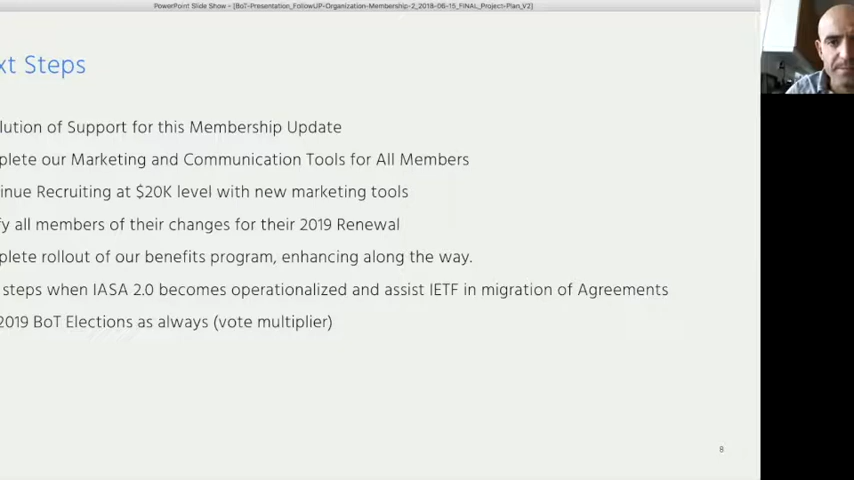 PowerPoint Slide Show - [BoT-Presentation_FollowUP-Organization-Membership-2_2018-06-15_FINAL_Project-Plan_V2]
xt Steps
lution of Support for this Membership Update
plete our Marketing and Communication Tools for All Members
inue Recruiting at $20K level with new marketing tools
fy all members of their changes for their 2019 Renewal
plete rollout of our benefits program, enhancing along the way.
steps when IASA 2.0 becomes operationalized and assist IETF in migration of Agreements
2019 BoT Elections as always (vote multiplier)
8